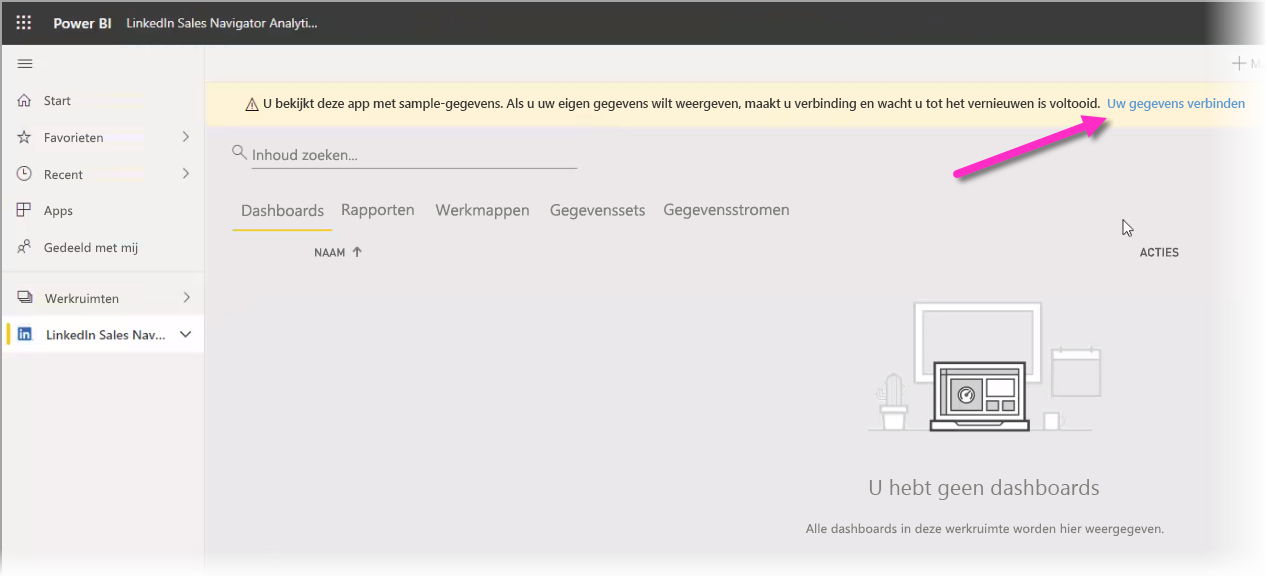 Power BI LinkedIn Sales Navigator Analyti...
Start
Favorieten
Recent
Apps
Gedeeld met mij
Werkruimten
LinkedIn Sales Nav...
U bekijkt deze app met sample-gegevens. Als u uw eigen gegevens wilt weergeven, maakt u verbinding en wacht u tot het vernieuwen is voltooid. Uw gegevens verbinden
Inhoud zoeken...
Dashboards Rapporten Werkmappen Gegevenssets Gegevensstromen
NAAM ACTIES
U hebt geen dashboards
Alle dashboards in deze werkruimte worden hier weergegeven.